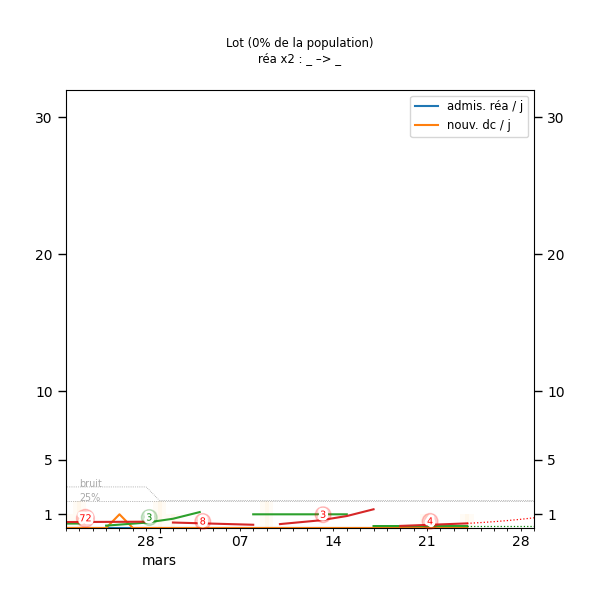 Lot (0% de la population)
réa x2 : _ –> _
admis. réa / j
nouv. dc / j
30 30
20 20
10 10
5 5
1 1
bruit
25%
72 3 8 3 4
28 - 07 14 21 28
mars